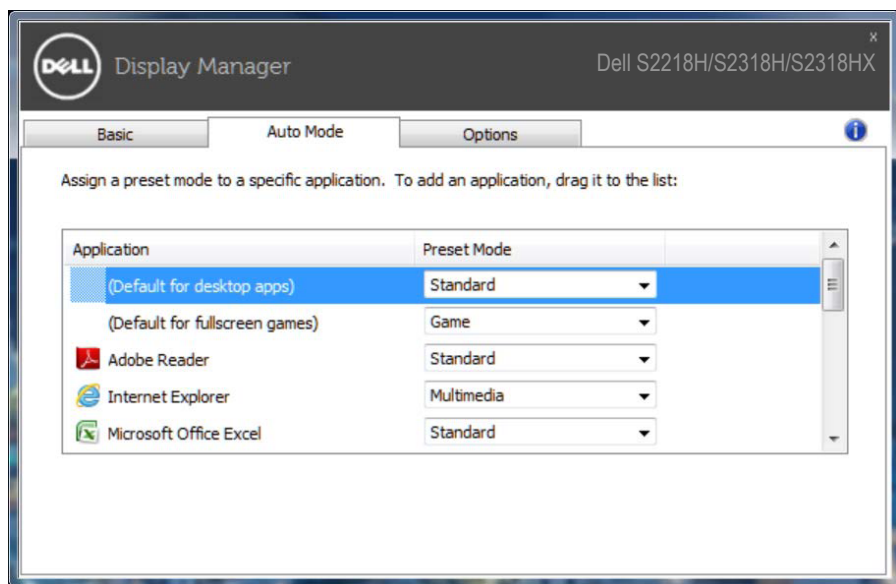 x
DELL Display Manager Dell S2218H/S2318H/S2318HX
Basic Auto Mode Options i
Assign a preset mode to a specific application. To add an application, drag it to the list:
Application Preset Mode
(Default for desktop apps) Standard
(Default for fullscreen games) Game
Adobe Reader Standard
Internet Explorer Multimedia
Microsoft Office Excel Standard